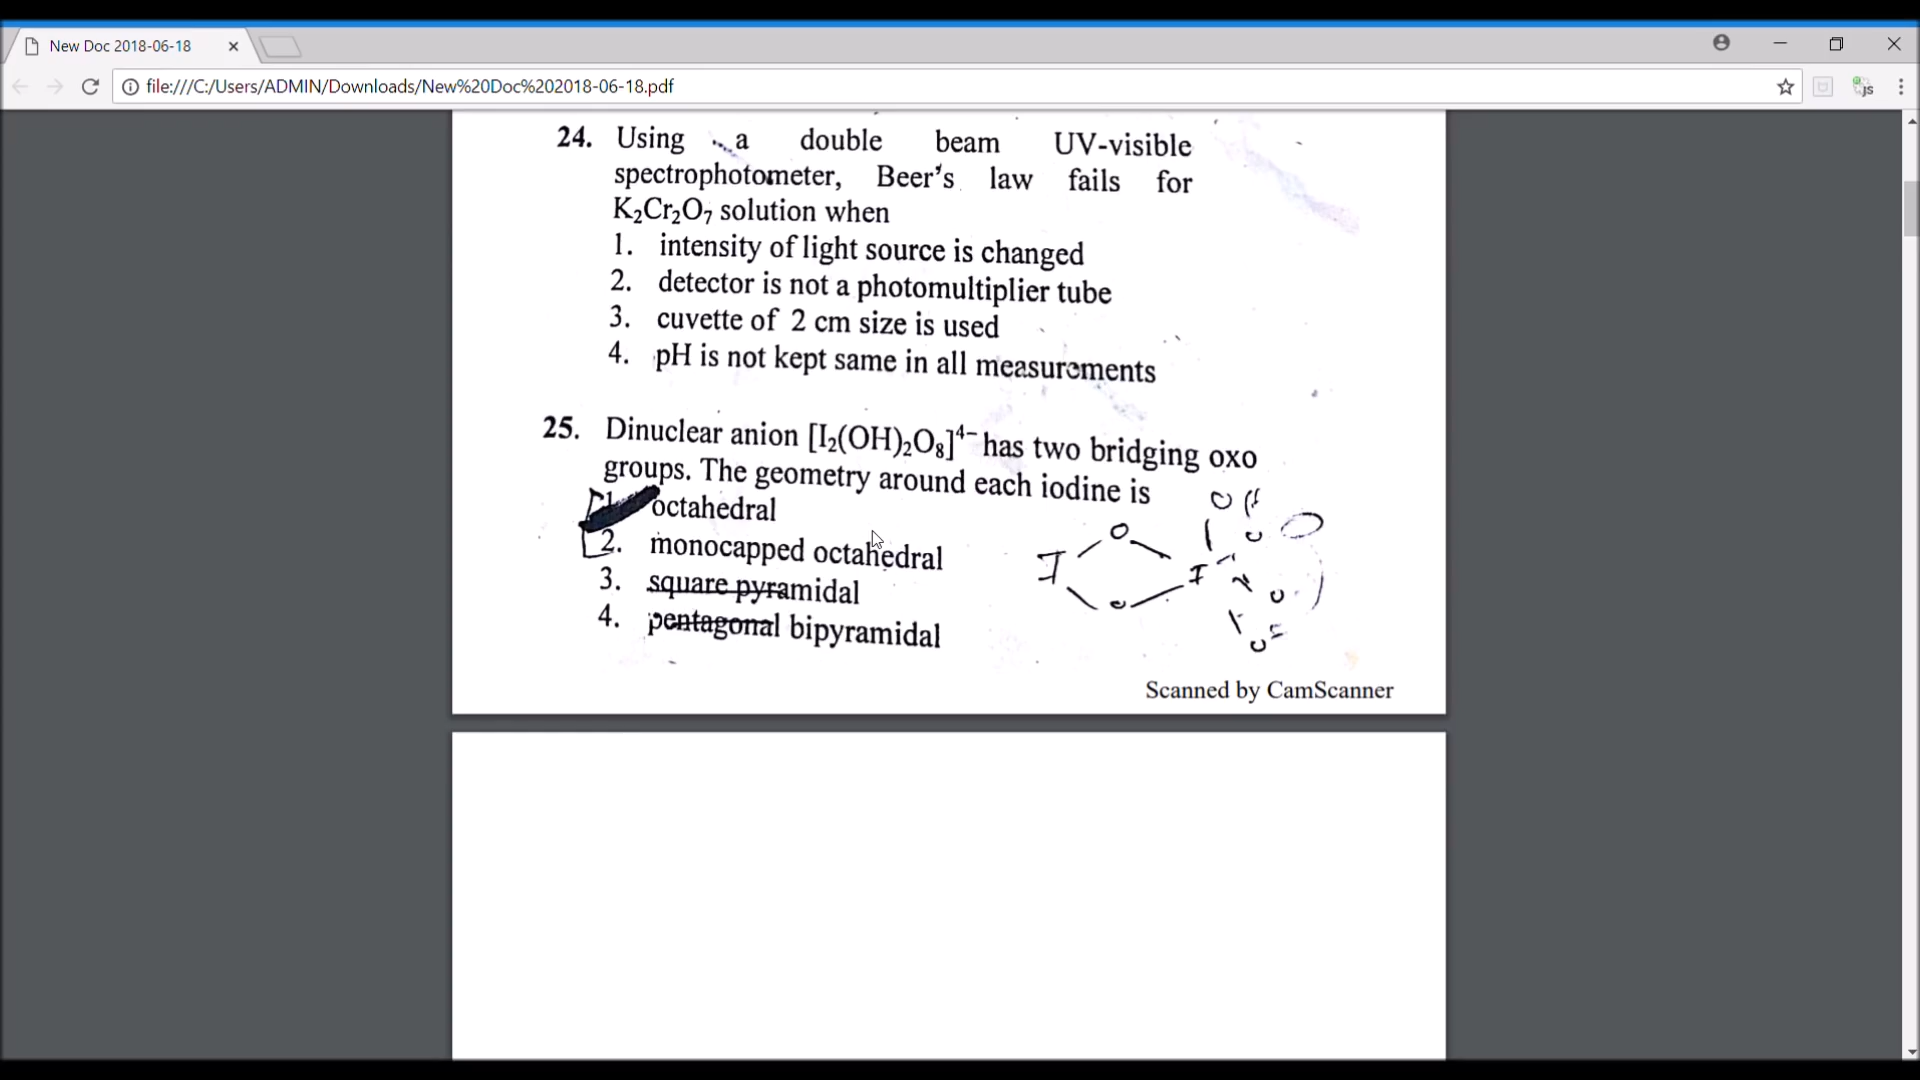 New Doc 2018-06-18
file:///C:/Users/ADMIN/Downloads/New%20Doc%202018-06-18.pdf
js
24. Using a double beam UV-visible
spectrophotometer, Beer's law fails for
K₂Cr₂O₇ solution when
1. intensity of light source is changed
2. detector is not a photomultiplier tube
3. cuvette of 2 cm size is used
4. pH is not kept same in all measurements
25. Dinuclear anion [I₂(OH)₂O₈]⁴⁻ has two bridging oxo
groups. The geometry around each iodine is
octahedral
2. monocapped octahedral
3. square pyramidal
4. pentagonal bipyramidal
I O O I OH O O O
Scanned by CamScanner